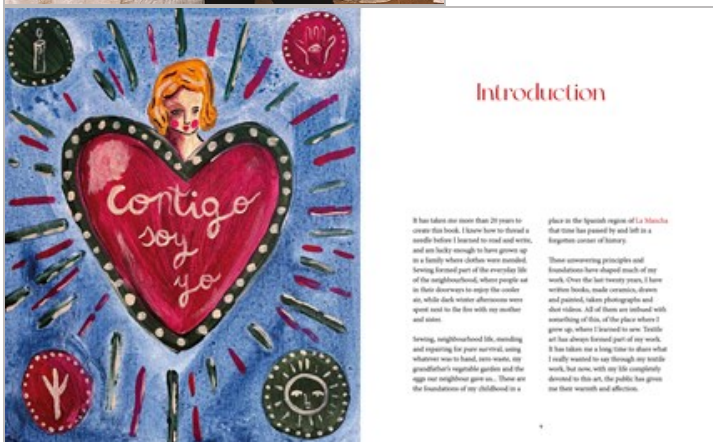 contigo
soy
yo
Introduction
It has taken me more than 20 years to
create this book. I knew how to thread a
needle before I learned to read and write,
and am lucky enough to have grown up
in a family where clothes were mended.
Sewing formed part of the everyday life
of the neighbourhood, where people sat
in their doorways to enjoy the cooler
air, while dark winter afternoons were
spent next to the fire with my mother
and sister.
Sewing, neighbourhood life, mending
and repairing for pure survival, using
whatever was to hand, zero waste, my
grandfather's vegetable garden and the
eggs our neighbour gave us... These are
the foundations of my childhood in a
place in the Spanish region of La Mancha
that time has passed by and left in a
forgotten corner of history.
These unwavering principles and
foundations have shaped much of my
work. Over the last twenty years, I have
written books, made ceramics, drawn
and painted, taken photographs and
shot videos. All of them are imbued with
something of this, of the place where I
grew up, where I learned to sew. Textile
art has always formed part of my work.
It has taken me a long time to share what
I really wanted to say through my textile
work, but now, with my life completely
devoted to this art, the public has given
me their warmth and affection.